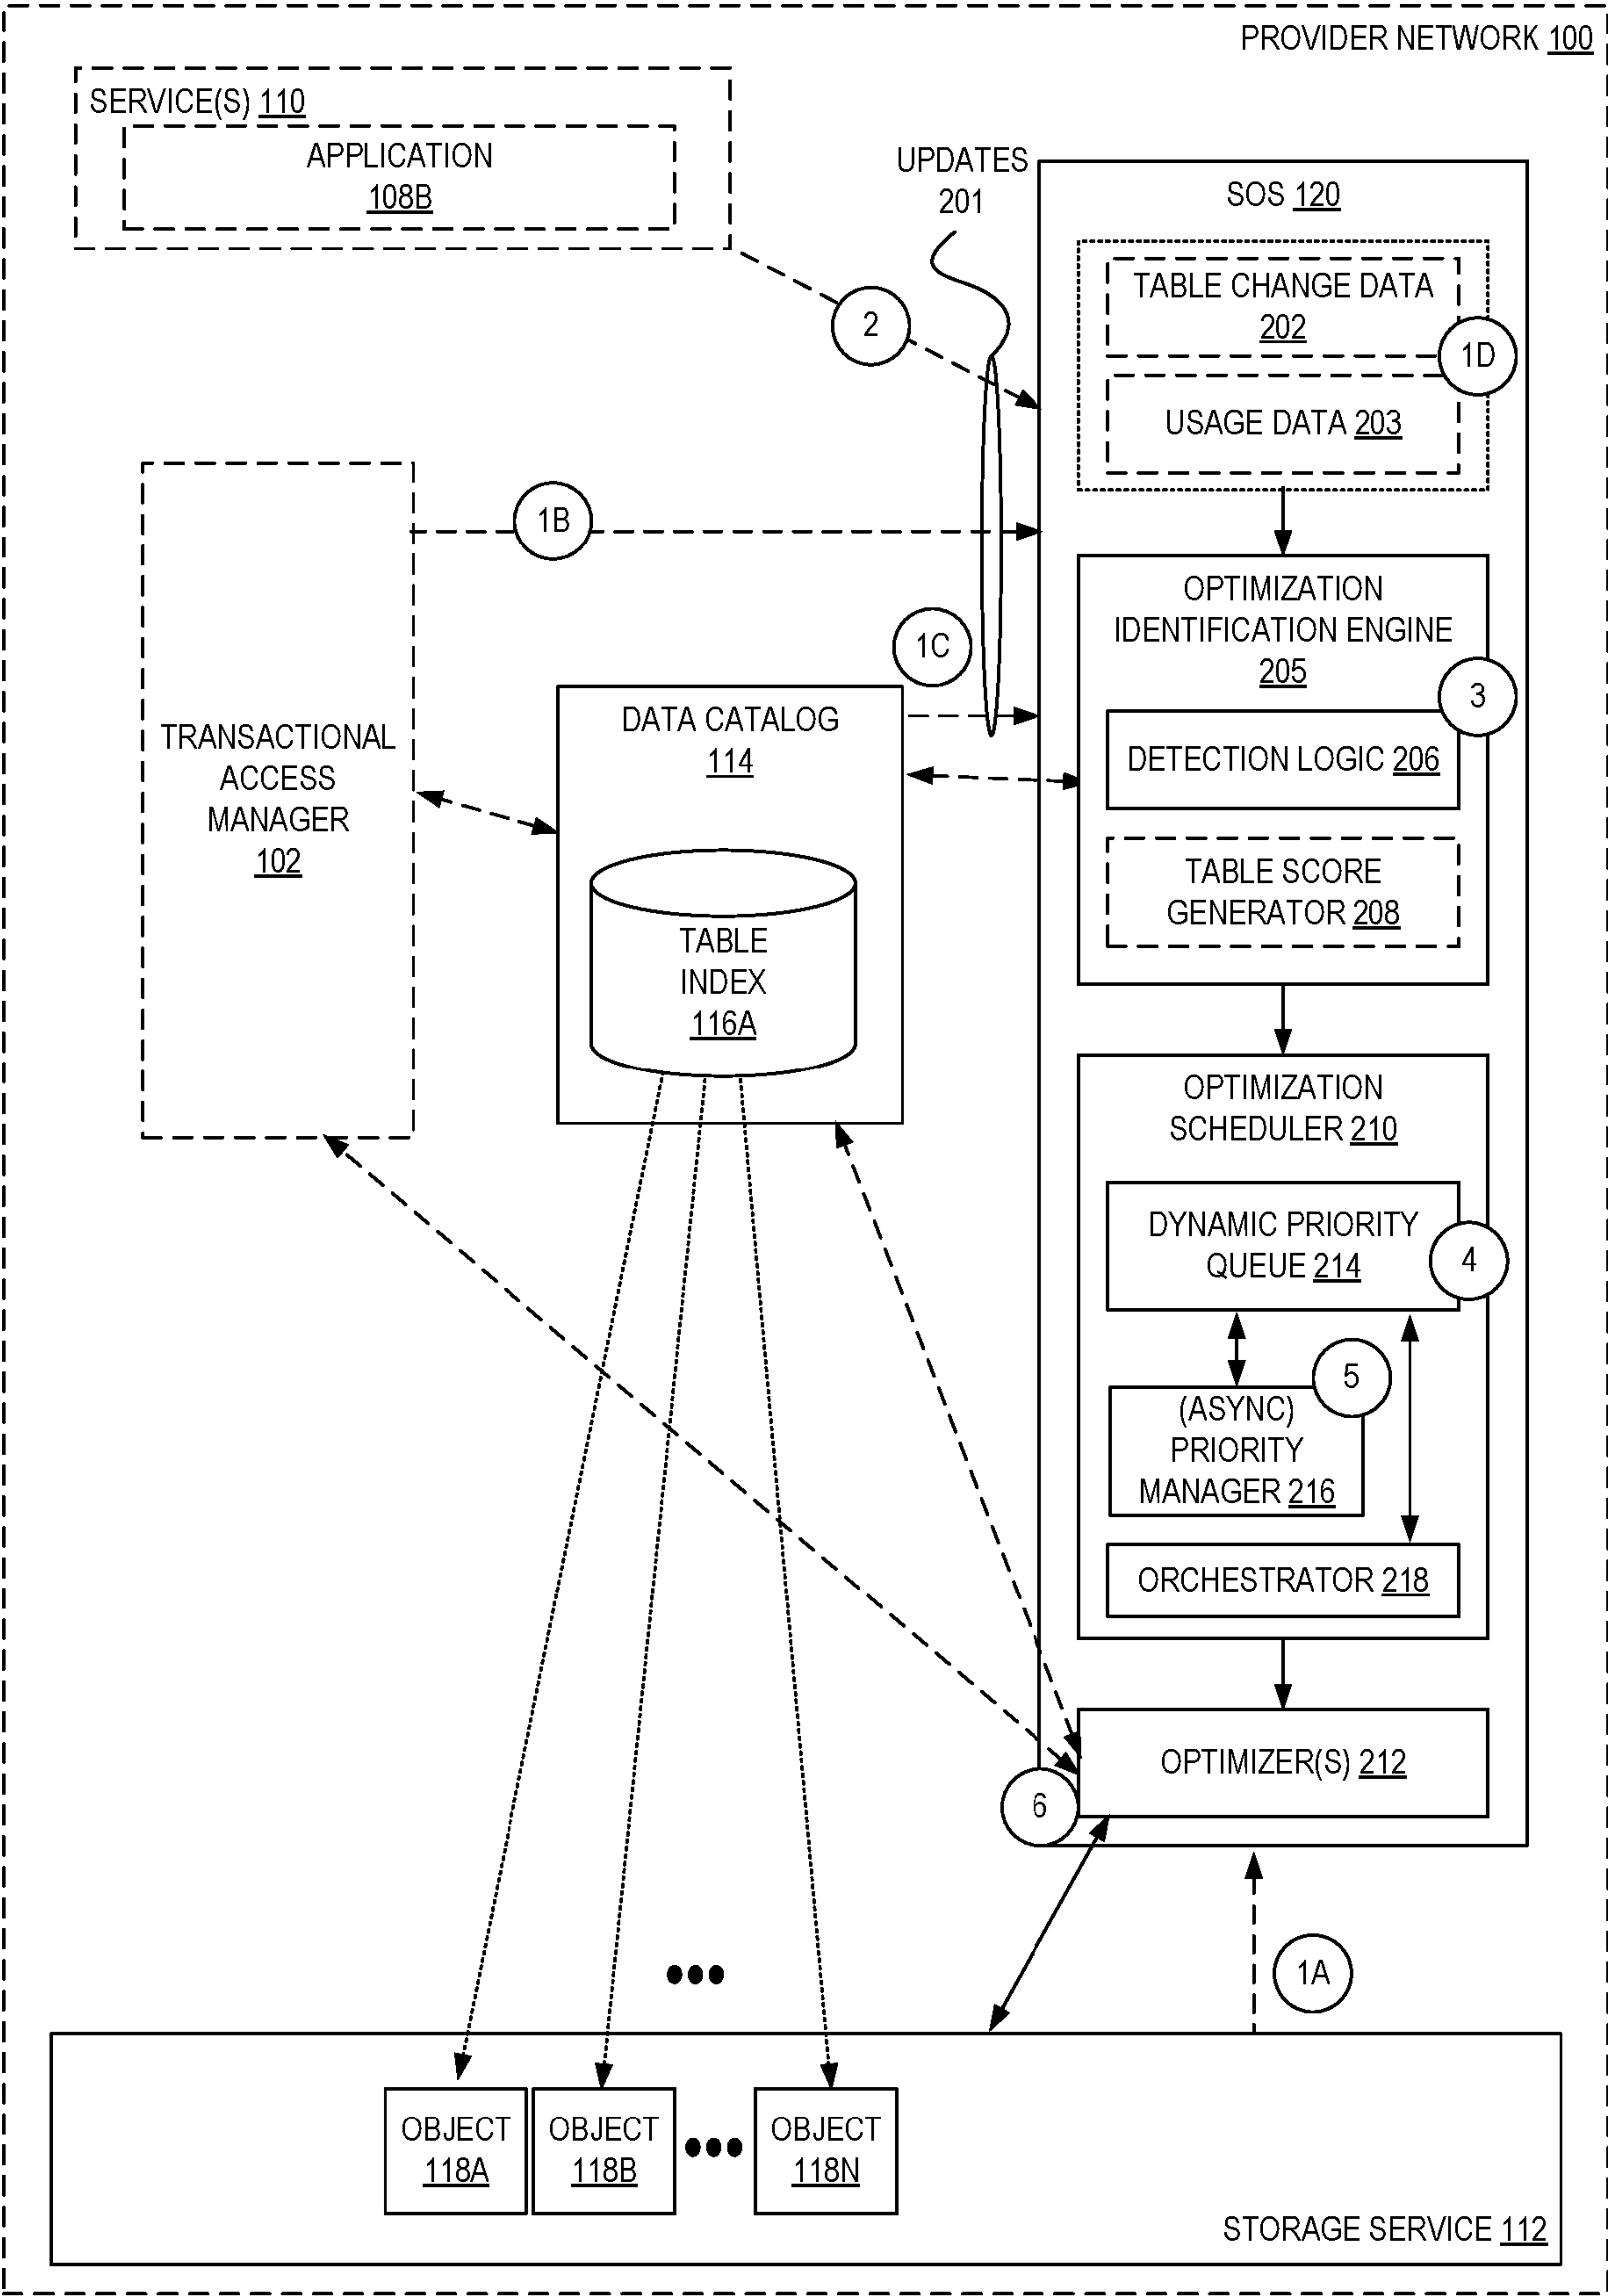 PROVIDER NETWORK 100
SERVICE(S) 110
APPLICATION
108B
UPDATES
201
SOS 120
TABLE CHANGE DATA
202
1D
USAGE DATA 203
2
1B
1C
OPTIMIZATION
IDENTIFICATION ENGINE
205
3
DETECTION LOGIC 206
TABLE SCORE
GENERATOR 208
TRANSACTIONAL
ACCESS
MANAGER
102
DATA CATALOG
114
TABLE
INDEX
116A
OPTIMIZATION
SCHEDULER 210
DYNAMIC PRIORITY
QUEUE 214
4
5
(ASYNC)
PRIORITY
MANAGER 216
ORCHESTRATOR 218
OPTIMIZER(S) 212
6
1A
OBJECT
118A
OBJECT
118B
OBJECT
118N
STORAGE SERVICE 112